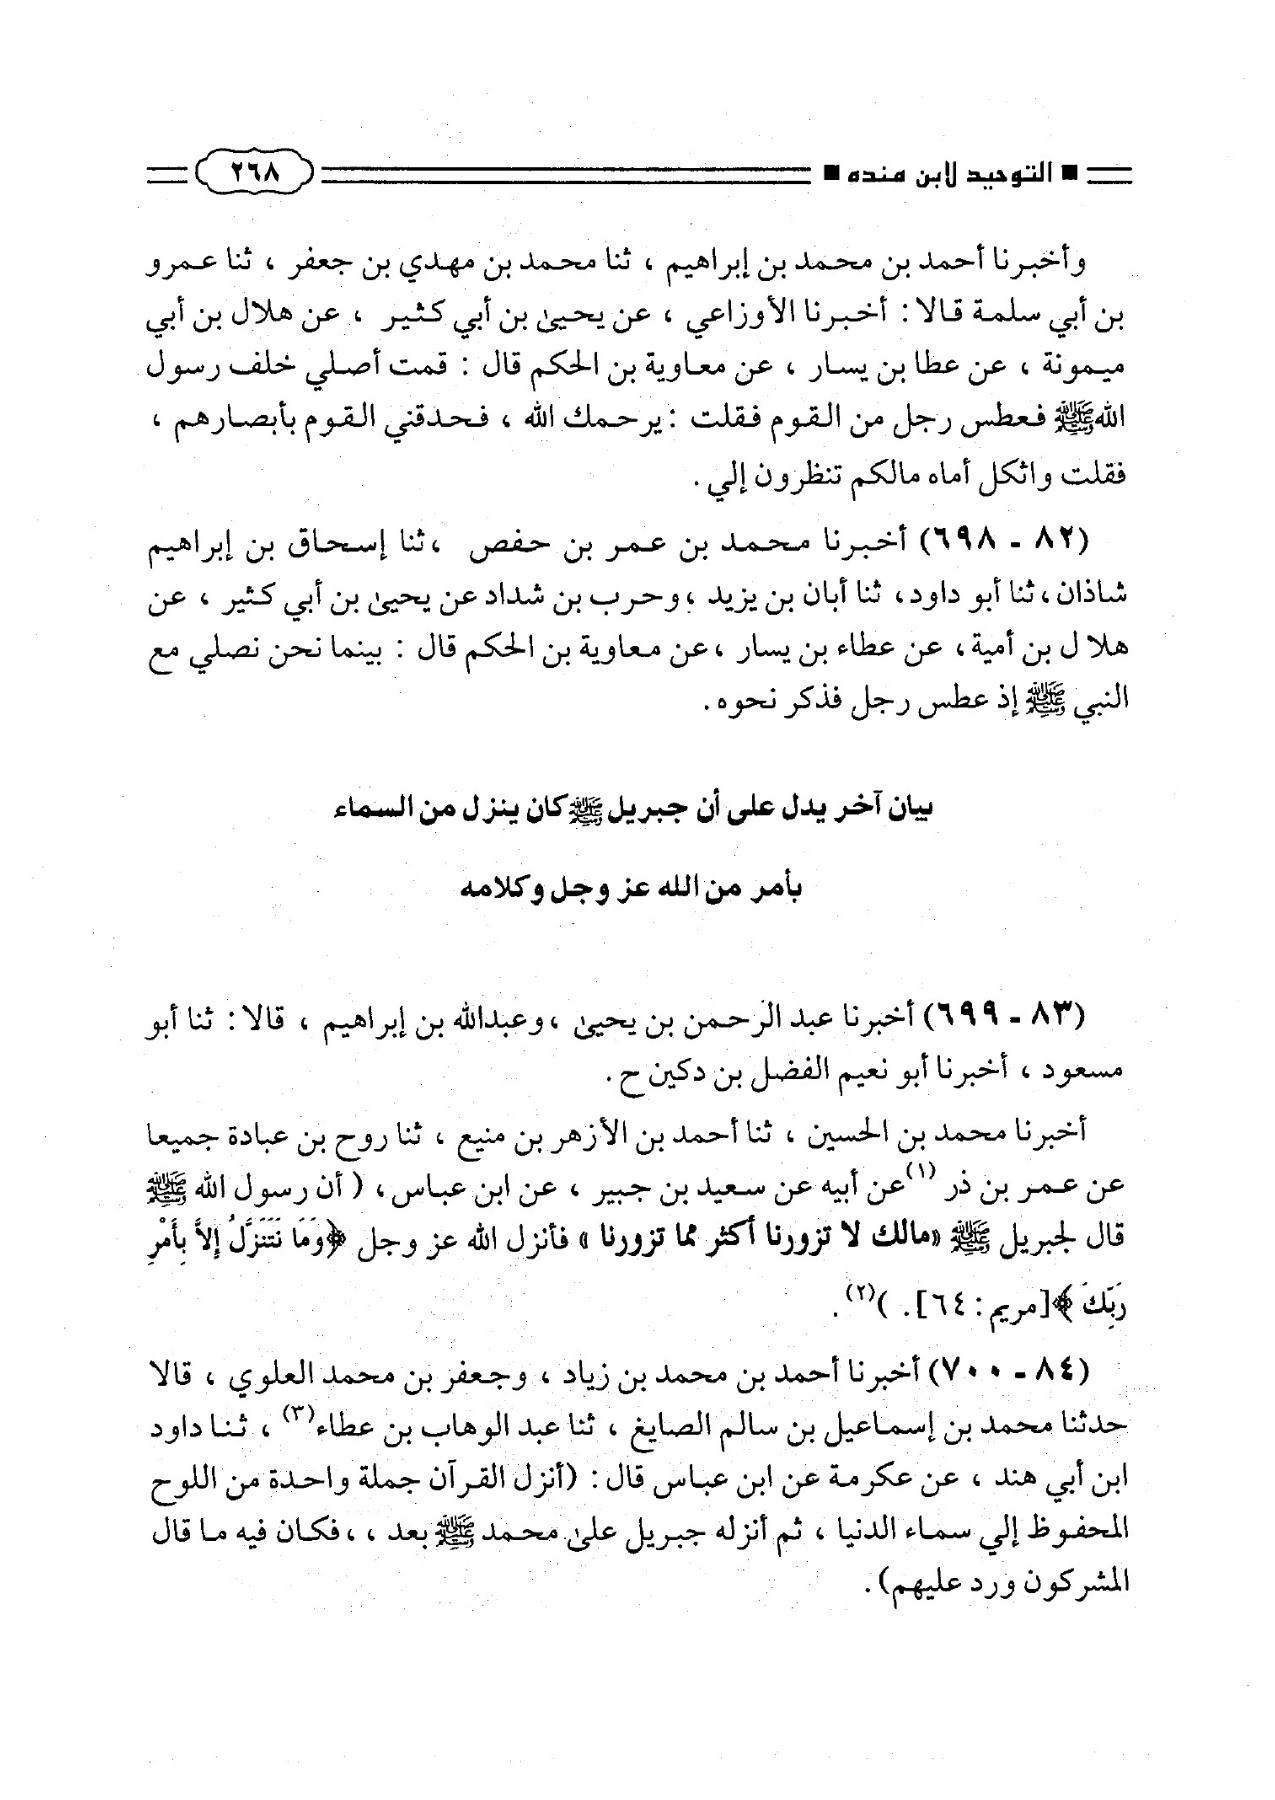 ■ التوحيد لابن منده ■ ٢٦٨
وأخبرنا أحمد بن محمد بن إبراهيم ، ثنا محمد بن مهدي بن جعفر ، ثنا عمرو
بن أبي سلمة قالا : أخبرنا الأوزاعي ، عن يحيىٰ بن أبي كثير ، عن هلال بن أبي
ميمونة ، عن عطا بن يسار ، عن معاوية بن الحكم قال : قمت أصلي خلف رسول
الله ﷺ فعطس رجل من القوم فقلت : يرحمك الله ، فحدقني القوم بأبصارهم ،
فقلت واثكل أماه مالكم تنظرون إلي .
(٨٢ - ٦٩٨) أخبرنا محمد بن عمر بن حفص ، ثنا إسحاق بن إبراهيم
شاذان ، ثنا أبو داود، ثنا أبان بن يزيد ، وحرب بن شداد عن يحيىٰ بن أبي كثير ، عن
هلال بن أمية ، عن عطاء بن يسار ، عن معاوية بن الحكم قال : بينما نحن نصلي مع
النبي ﷺ إذ عطس رجل فذكر نحوه .
بيان آخر يدل على أن جبريل ﷺ كان ينزل من السماء
بأمر من الله عز وجل وكلامه
(٨٣ - ٦٩٩) أخبرنا عبد الرحمن بن يحيىٰ ، وعبدالله بن إبراهيم ، قالا : ثنا أبو
مسعود ، أخبرنا أبو نعيم الفضل بن دكين ح .
أخبرنا محمد بن الحسين ، ثنا أحمد بن الأزهر بن منيع ، ثنا روح بن عبادة جميعا
عن عمر بن ذر (١) عن أبيه عن سعيد بن جبير ، عن ابن عباس ، ( أن رسول الله ﷺ
قال لجبريل ﷺ «مالك لا تزورنا أكثر مما تزورنا » فأنزل الله عز وجل ﴿وَمَا نَتَنَزَّلُ إِلاَّ بِأَمْرِ
رَبِّكَ ﴾ [مريم : ٦٤] . ) (٢) .
(٨٤ - ٧٠٠) أخبرنا أحمد بن محمد بن زياد ، وجعفر بن محمد العلوي ، قالا
حدثنا محمد بن إسماعيل بن سالم الصايغ ، ثنا عبد الوهاب بن عطاء (٣) ، ثنا داود
ابن أبي هند ، عن عكرمة عن ابن عباس قال : (أنزل القرآن جملة واحدة من اللوح
المحفوظ إلي سماء الدنيا ، ثم أنزله جبريل علىٰ محمد ﷺ بعد ، ، فكان فيه ما قال
المشركون ورد عليهم) .